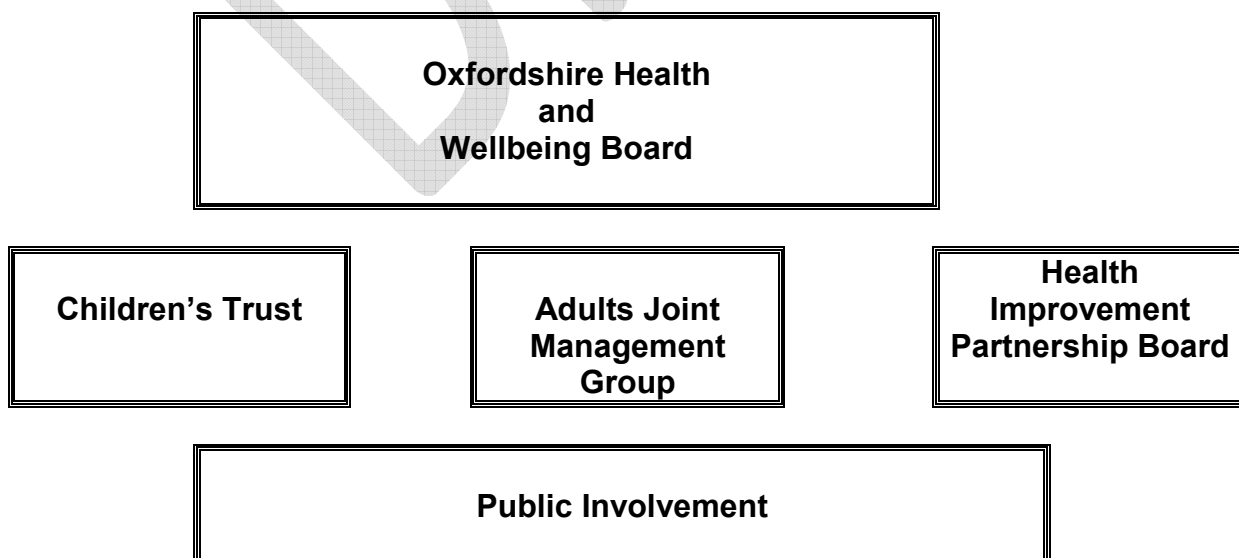 Oxfordshire Health
and
Wellbeing Board
Children’s Trust
Adults Joint
Management
Group
Health
Improvement
Partnership Board
Public Involvement